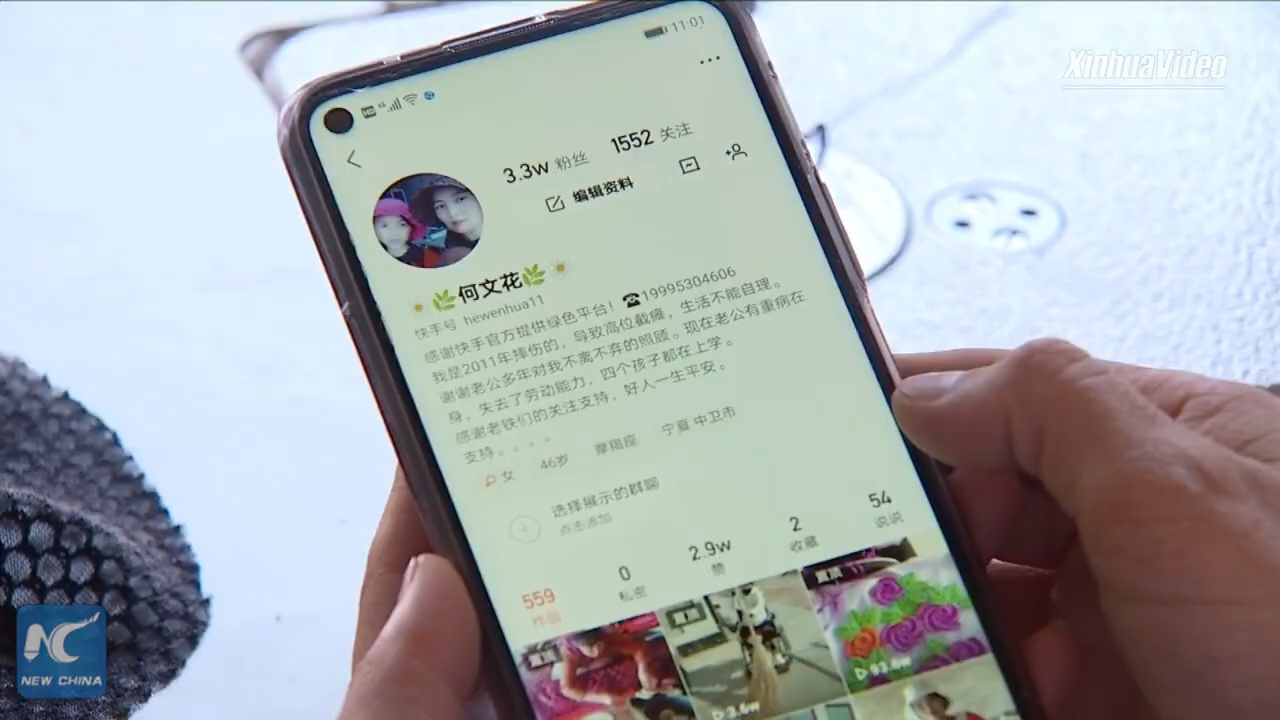 11:01
XinhuaVideo
HD 4G
3.3w 粉丝 1552 关注
编辑资料
何文花
快手号 hewenhua11
感谢快手官方提供绿色平台！☎19995304606
我是2011年摔伤的，导致高位截瘫，生活不能自理。
谢谢老公多年对我不离不弃的照顾。现在老公有重病在
身，失去了劳动能力，四个孩子都在上学。
感谢老铁们的关注支持，好人一生平安。
支持。。。。
女 46岁 摩羯座 宁夏 中卫市
选择展示的群聊
点击添加
559 作品
0 私密
2.9w 赞
2 收藏
54 说说
3.6w
93.6w
NC
NEW CHINA